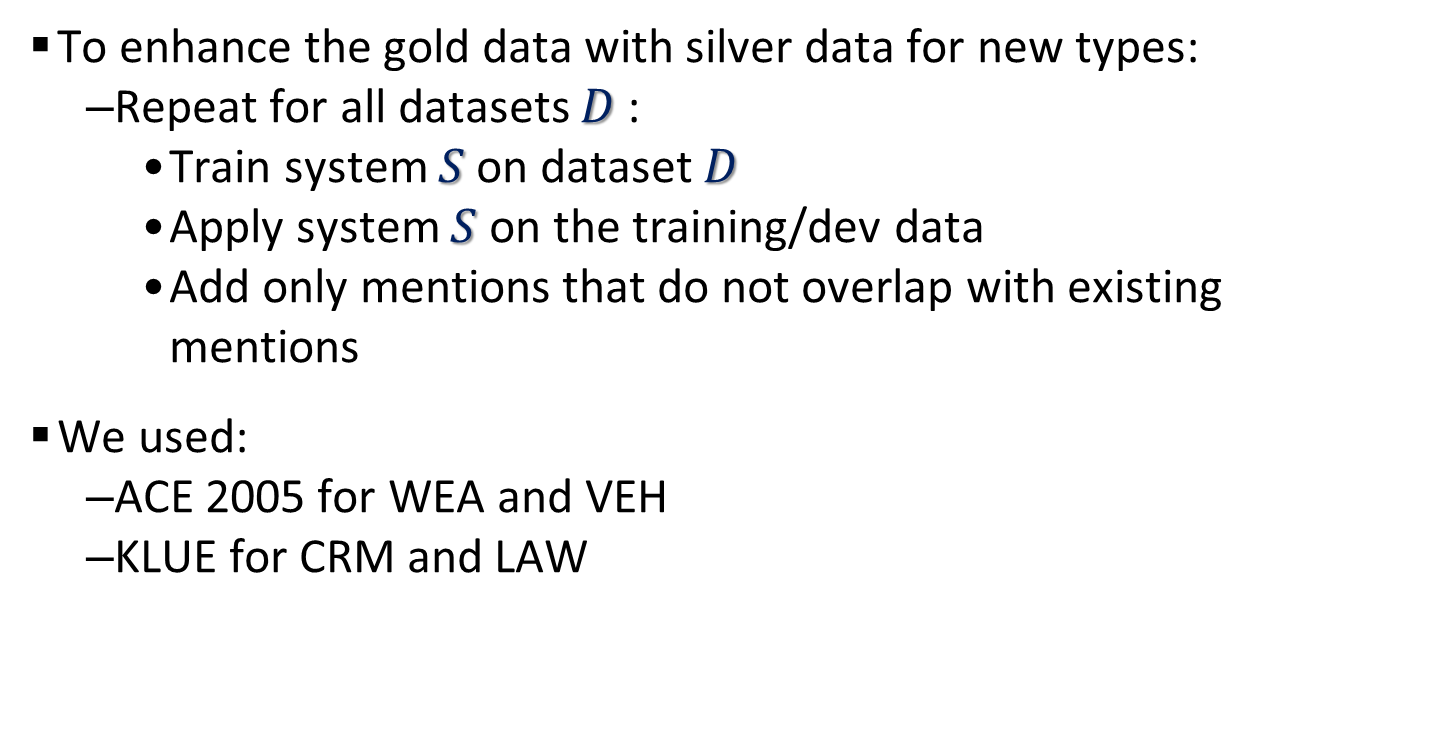 ▪To enhance the gold data with silver data for new types:
–Repeat for all datasets D :
•Train system S on dataset D
•Apply system S on the training/dev data
•Add only mentions that do not overlap with existing
mentions
▪We used:
–ACE 2005 for WEA and VEH
–KLUE for CRM and LAW